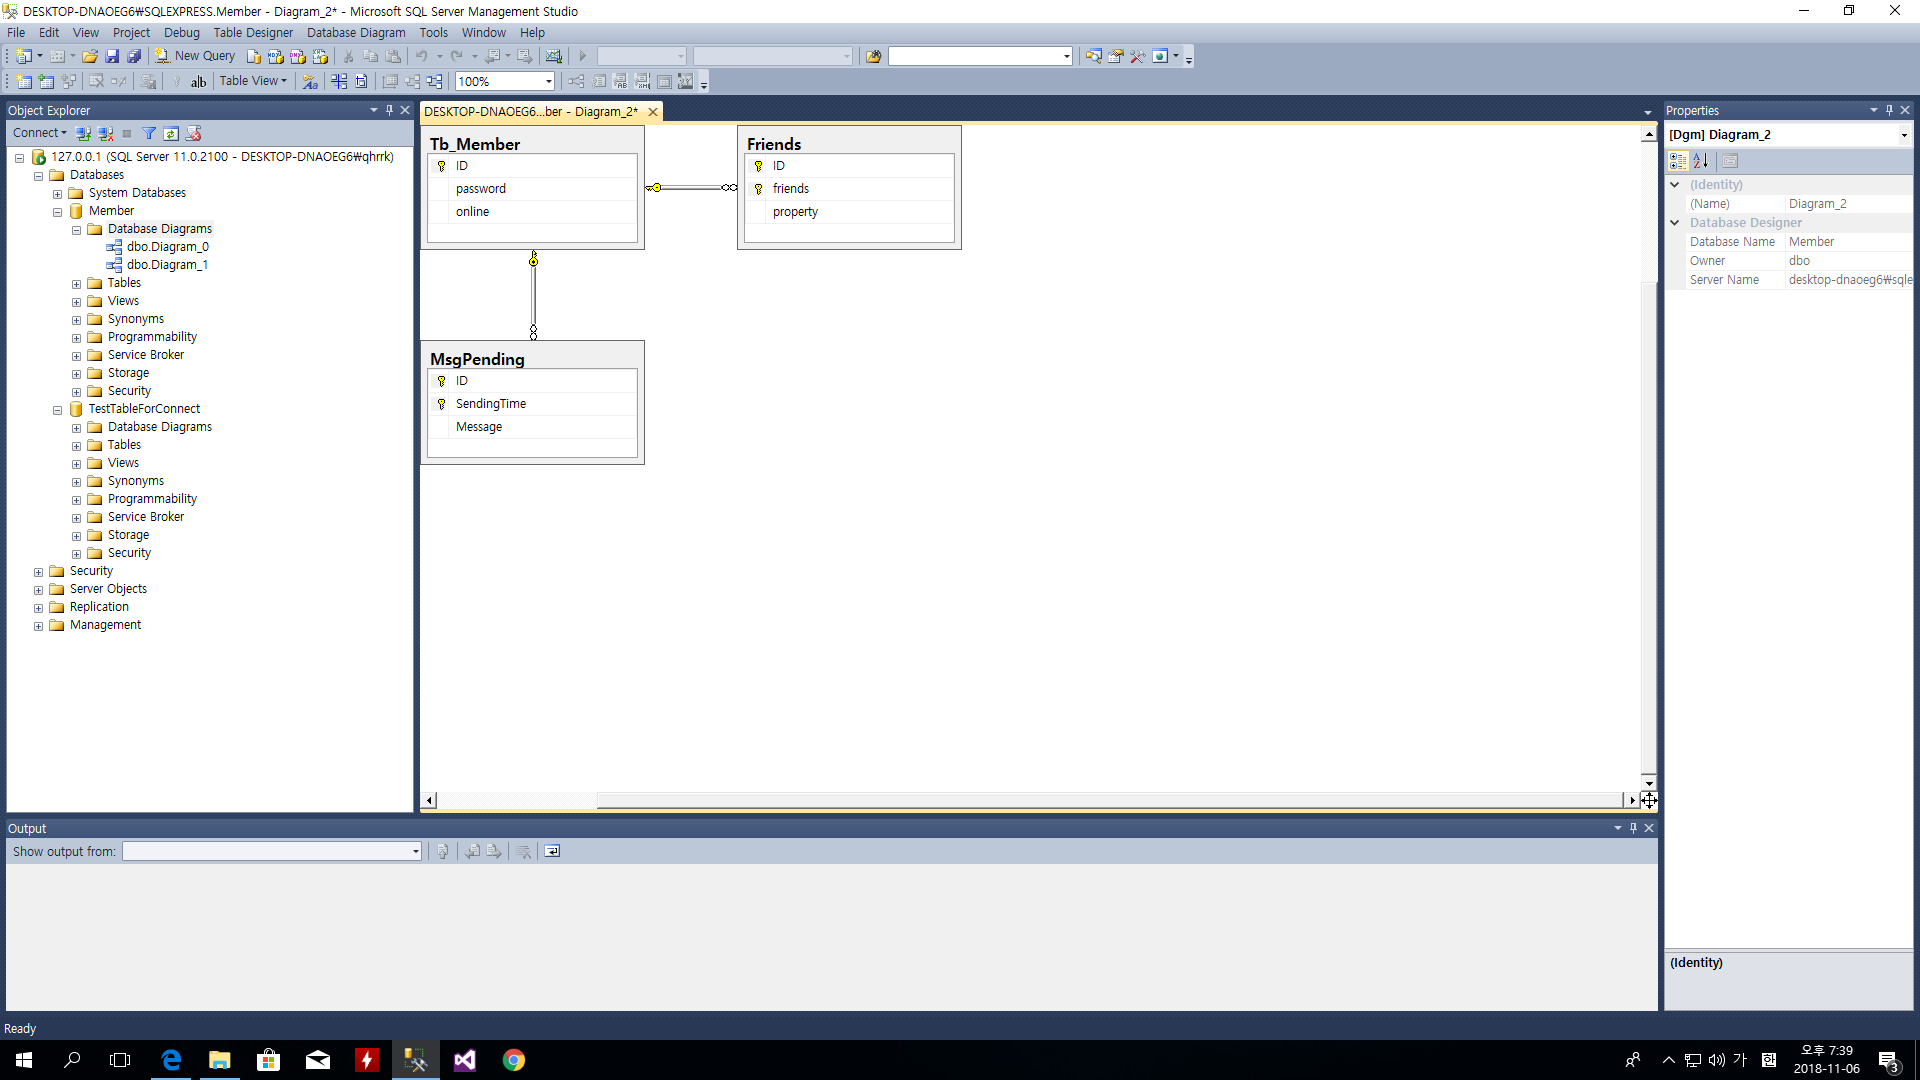 DESKTOP-DNAOEG6₩SQLEXPRESS.Member - Diagram_2* - Microsoft SQL Server Management Studio
File Edit View Project Debug Table Designer Database Diagram Tools Window Help
New Query
Table View
100%
Object Explorer
Connect
127.0.0.1 (SQL Server 11.0.2100 - DESKTOP-DNAOEG6₩qhrrk)
Databases
System Databases
Member
Database Diagrams
dbo.Diagram_0
dbo.Diagram_1
Tables
Views
Synonyms
Programmability
Service Broker
Storage
Security
TestTableForConnect
Database Diagrams
Tables
Views
Synonyms
Programmability
Service Broker
Storage
Security
Security
Server Objects
Replication
Management
DESKTOP-DNAOEG6...ber - Diagram_2*
Tb_Member
ID
password
online
Friends
ID
friends
property
MsgPending
ID
SendingTime
Message
Properties
[Dgm] Diagram_2
(Identity)
(Name) Diagram_2
Database Designer
Database Name Member
Owner dbo
Server Name desktop-dnaoeg6₩sqle
(Identity)
Output
Show output from:
Ready
가
오후 7:39
2018-11-06
3